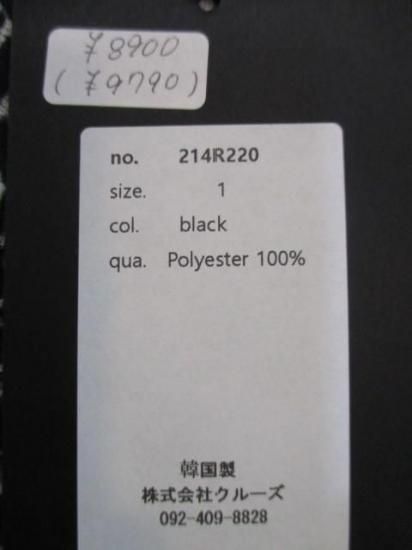 ¥8900
(¥9790)
no. 214R220
size. 1
col. black
qua. Polyester 100%
韓国製
株式会社クルーズ
092-409-8828